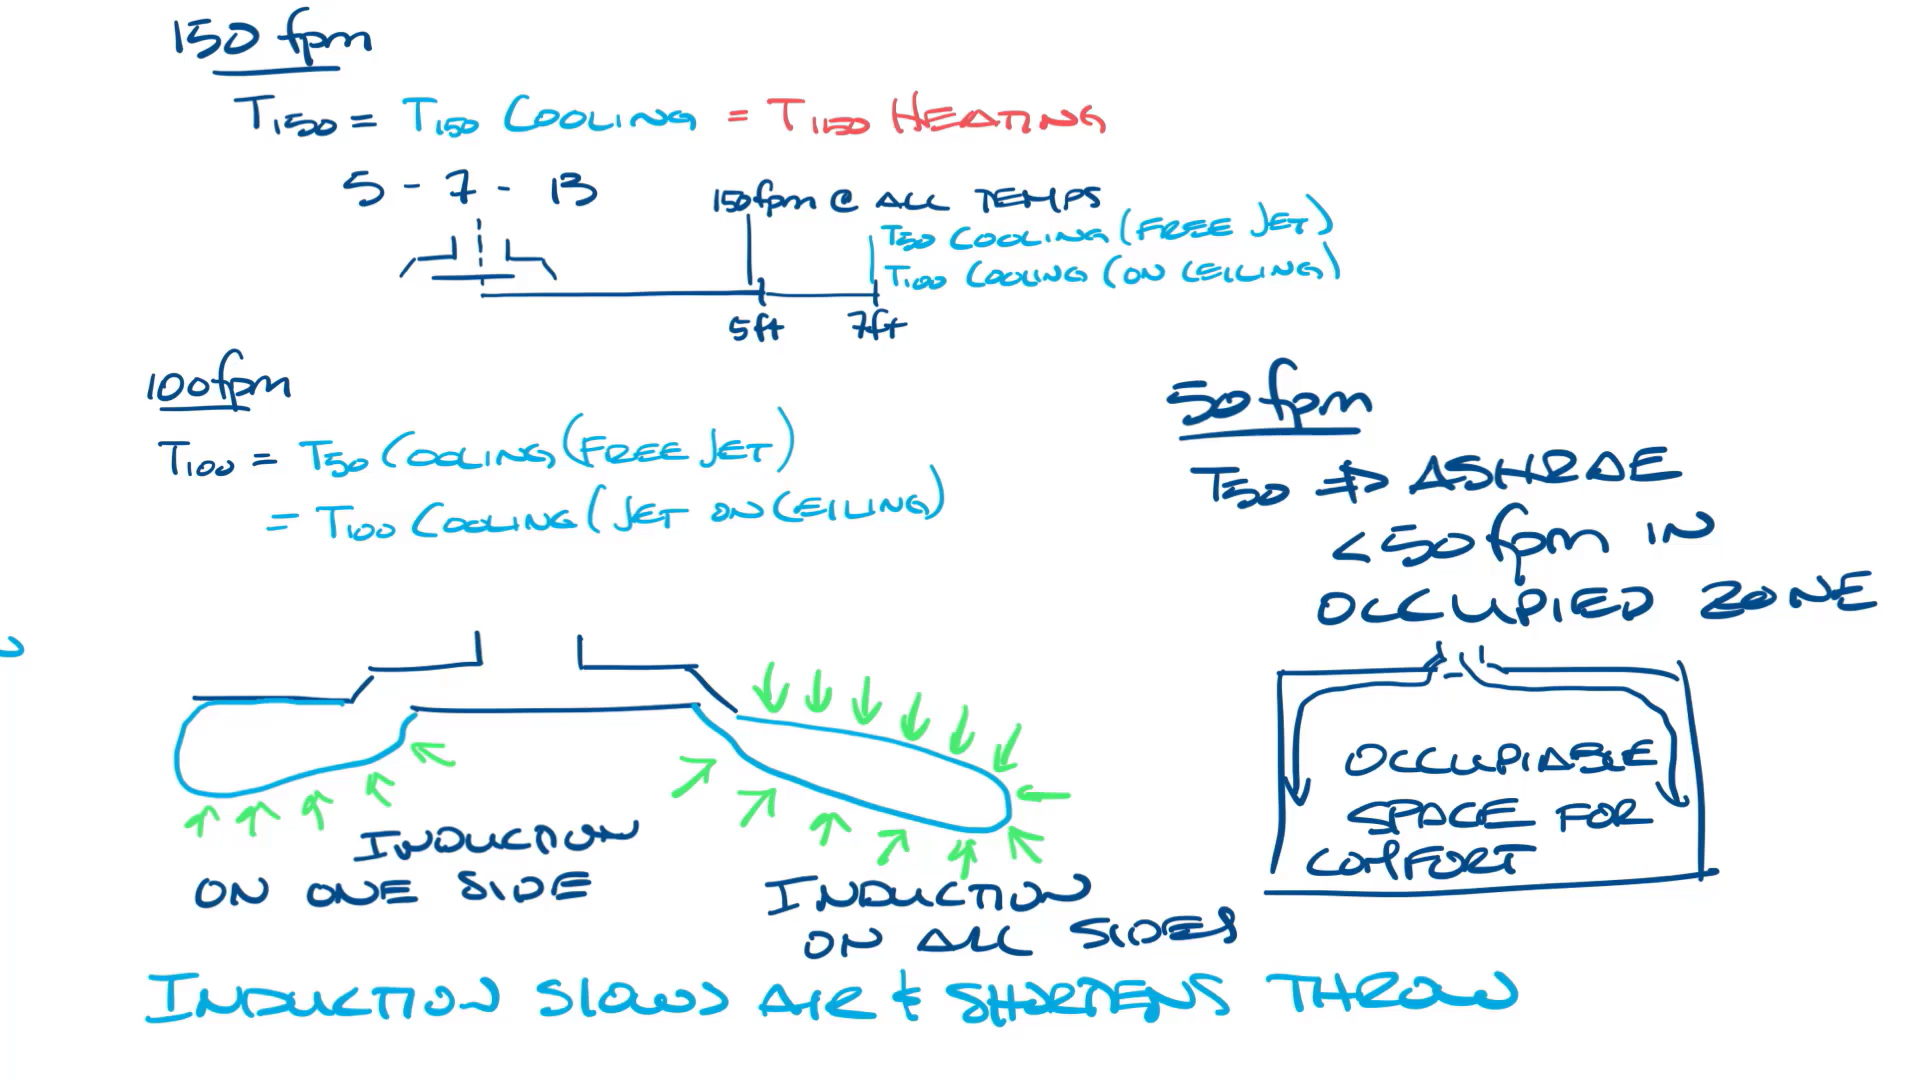 150 fpm
T150 = T150 COOLING = T150 HEATING
5 - 7 - 13
150fpm @ ALL TEMPS
T50 COOLING (FREE JET)
T100 COOLING (ON CEILING)
5ft
7ft
100fpm
T100 = T50 COOLING (FREE JET)
= T100 COOLING (JET ON CEILING)
50 fpm
T50 ⇒ ASHRAE
<50 fpm IN
OCCUPIED ZONE
OCCUPIABLE
SPACE FOR
COMFORT
INDUCTION
ON ONE SIDE
INDUCTION
ON ALL SIDES
INDUCTION SLOWS AIR & SHORTENS THROW